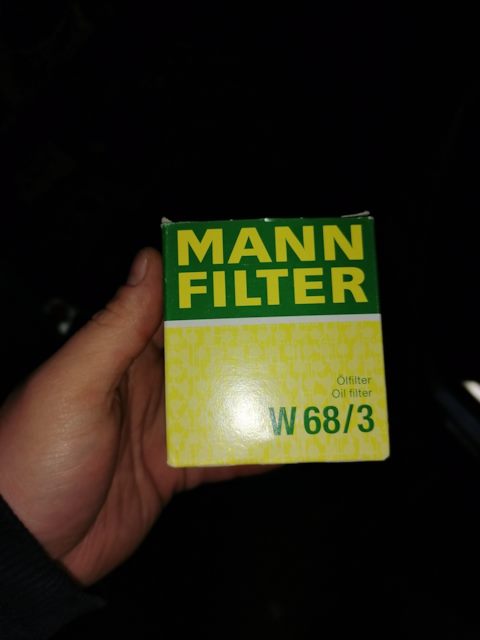 MANN
FILTER
Ölfilter
Oil filter
W 68/3